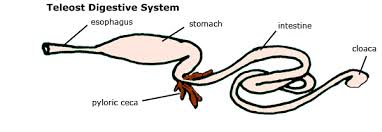 Teleost Digestive System
esophagus
stomach
intestine
cloaca
pyloric ceca